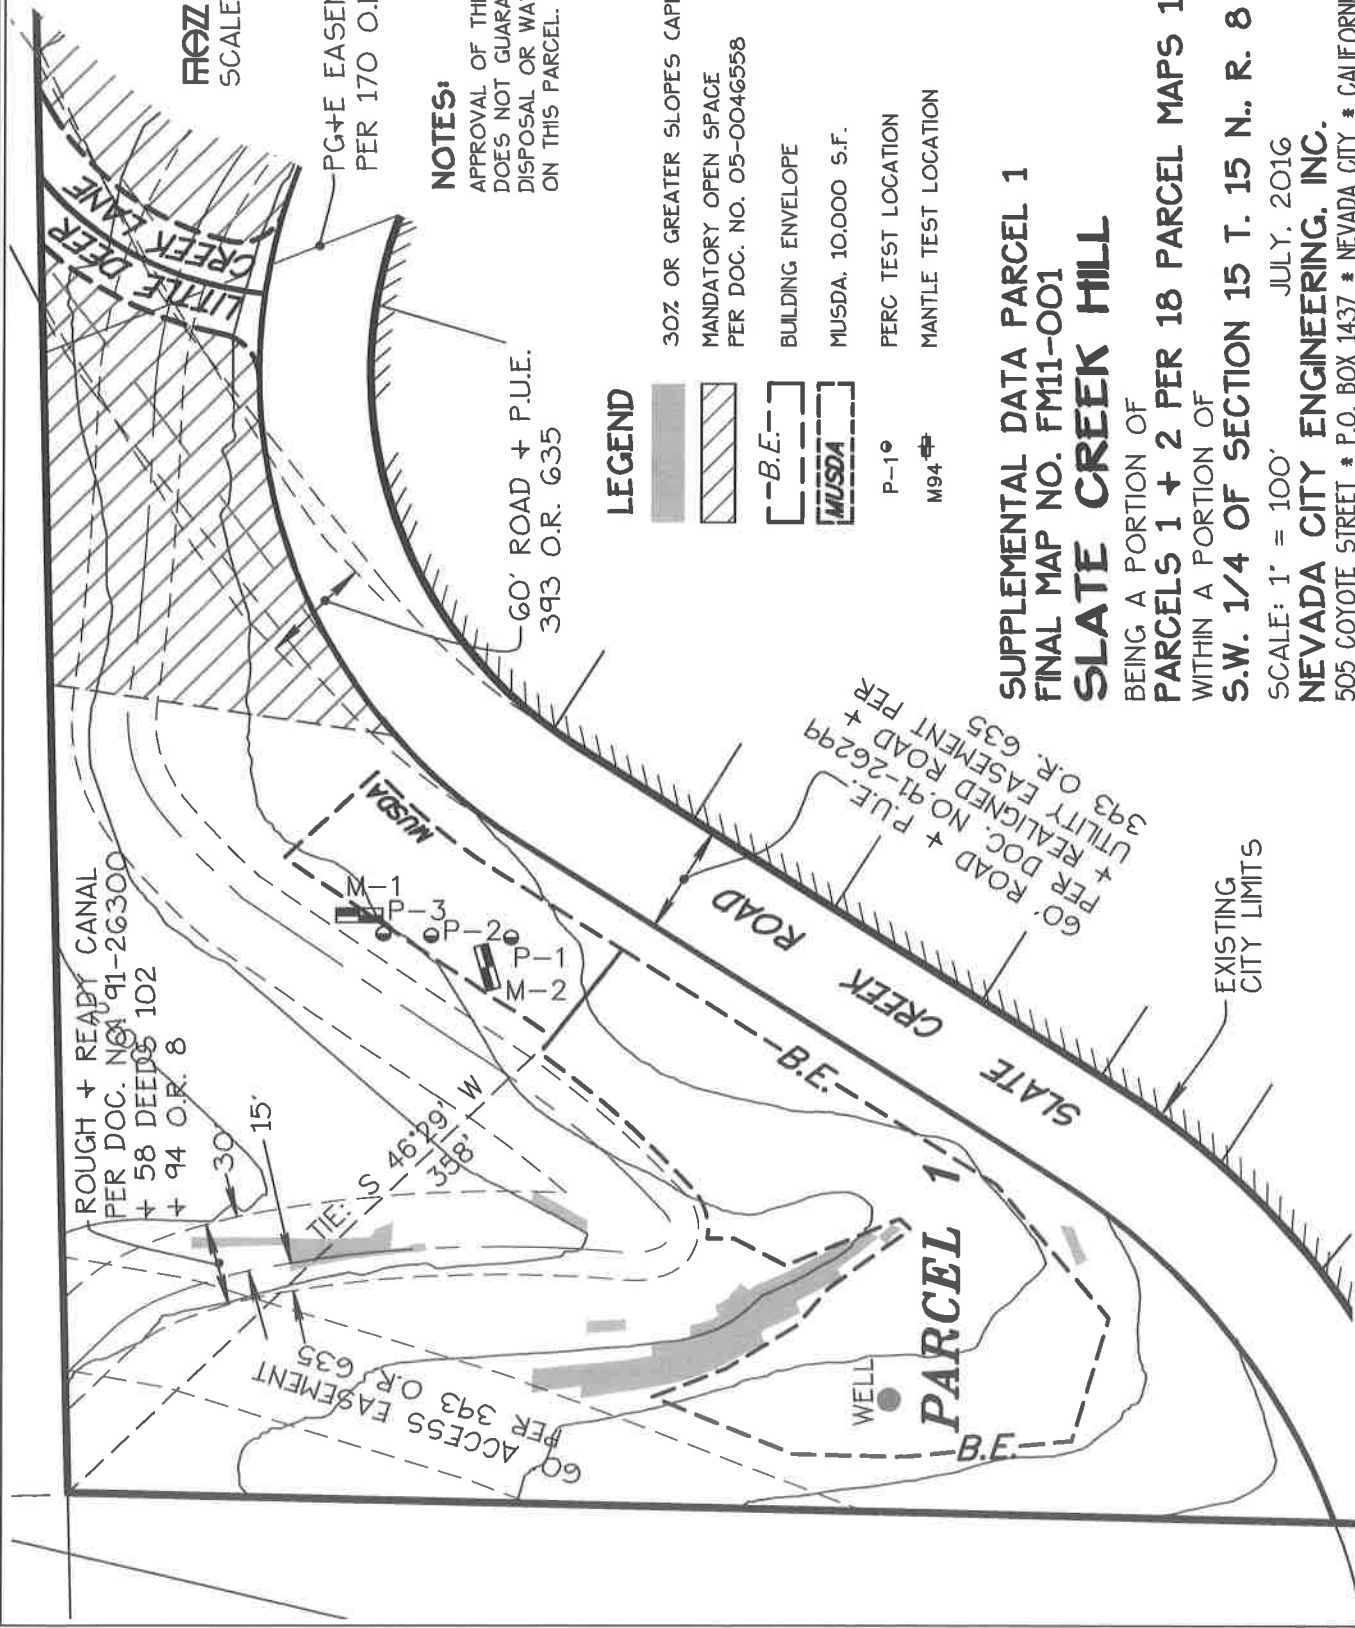 SCALE
PG+E EASEM
PER 170 O.
NOTES:
APPROVAL OF TH
DOES NOT GUARA
DISPOSAL OR WA
ON THIS PARCEL.
LITTLE DEER
CREEK LANE
60' ROAD + P.U.E.
393 O.R. 635
LEGEND
30% OR GREATER SLOPES
MANDATORY OPEN SPACE
PER DOC. NO. 05-0046558
B.E.
BUILDING ENVELOPE
MUSDA
MUSDA, 10,000 S.F.
P-1
PERC TEST LOCATION
M94
MANTLE TEST LOCATION
ROUGH + READY CANAL
PER DOC. NO. 91-26300
+ 58 DEEDS 102
+ 94 O.R. 8
30'
15'
TIE: S 46°29' W
358'
MUSDA
M-1
P-3
P-2
P-1
M-2
60' ACCESS EASEMENT
PER 393 O.R. 635
B.E.
WELL
PARCEL 1
B.E.
SLATE CREEK ROAD
60' ROAD + P.U.E.
PER DOC. NO. 91-26299
+ REALIGNED ROAD +
UTILITY EASEMENT PER
393 O.R. 635
EXISTING
CITY LIMITS
SUPPLEMENTAL DATA PARCEL 1
FINAL MAP NO. FM11-001
SLATE CREEK HILL
BEING A PORTION OF
PARCELS 1 + 2 PER 18 PARCEL MAPS 1
WITHIN A PORTION OF
S.W. 1/4 OF SECTION 15 T. 15 N., R. 8
SCALE: 1" = 100' JULY, 2016
NEVADA CITY ENGINEERING, INC.
505 COYOTE STREET * P.O. BOX 1437 * NEVADA CITY * CALIFORNI